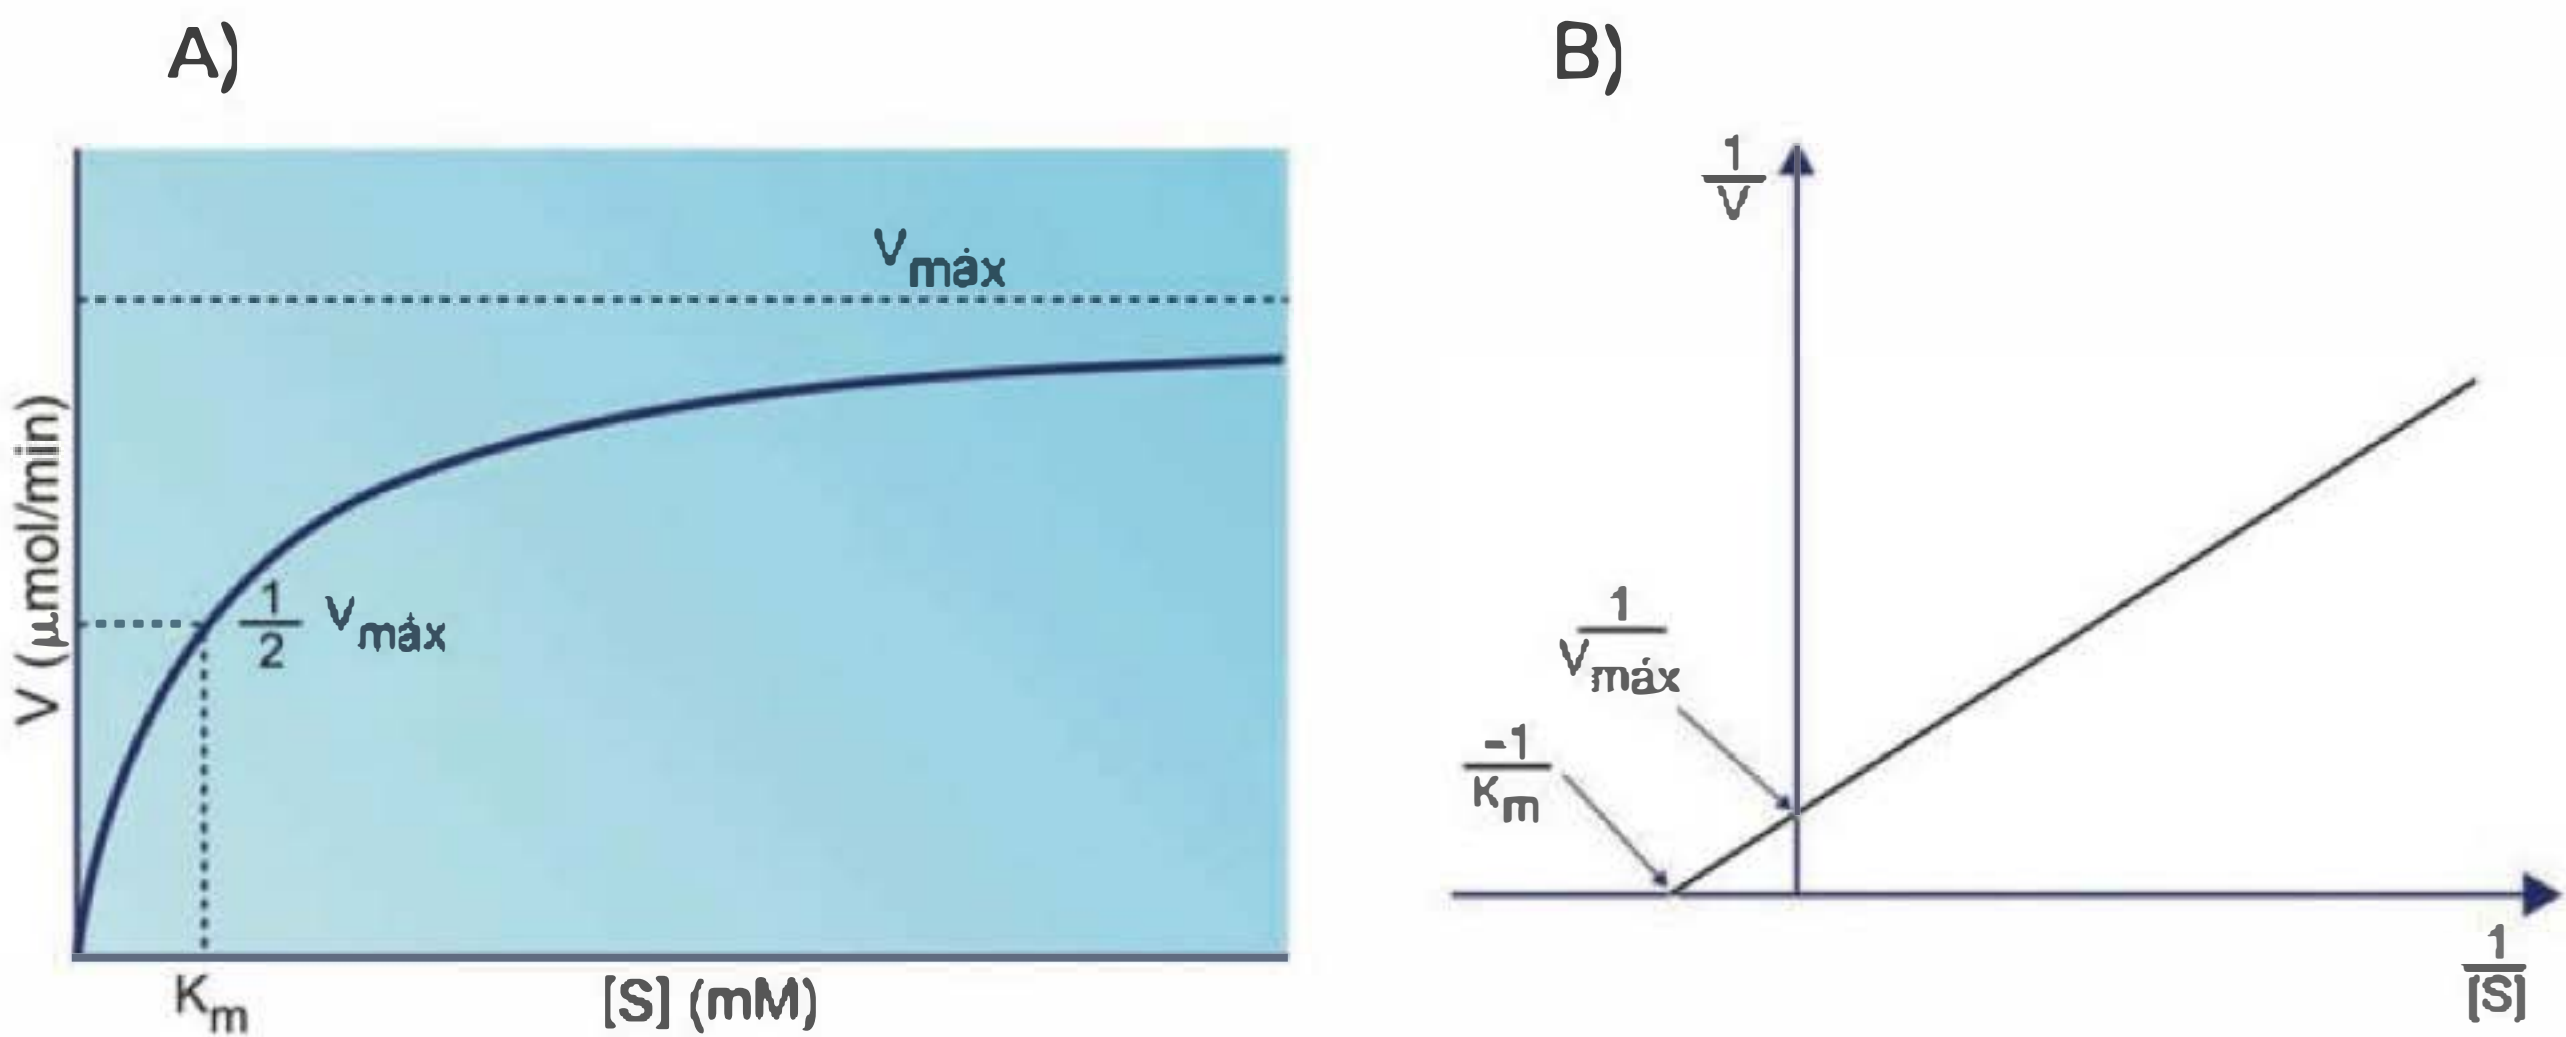 A)
V (μmol/min)
Vmáx
1/2 Vmáx
Km
[S] (mM)
B)
1/V
1/Vmáx
-1/Km
1/[S]